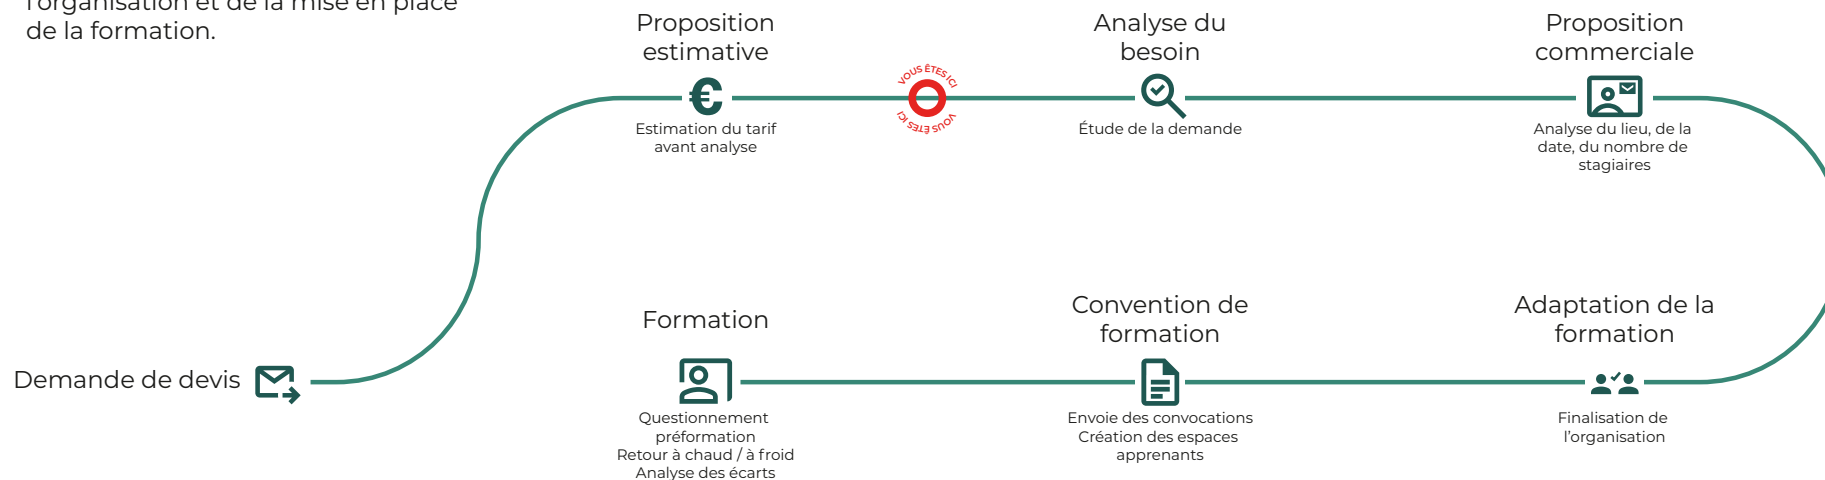 l'organisation et de la mise en place
de la formation.
Proposition
estimative
€
Estimation du tarif
avant analyse
VOUS ÊTES ICI
VOUS ÊTES ICI
Analyse du
besoin
Étude de la demande
Proposition
commerciale
Analyse du lieu, de la
date, du nombre de
stagiaires
Demande de devis
Formation
Questionnement
préformation
Retour à chaud / à froid
Analyse des écarts
Convention de
formation
Envoie des convocations
Création des espaces
apprenants
Adaptation de la
formation
Finalisation de
l'organisation